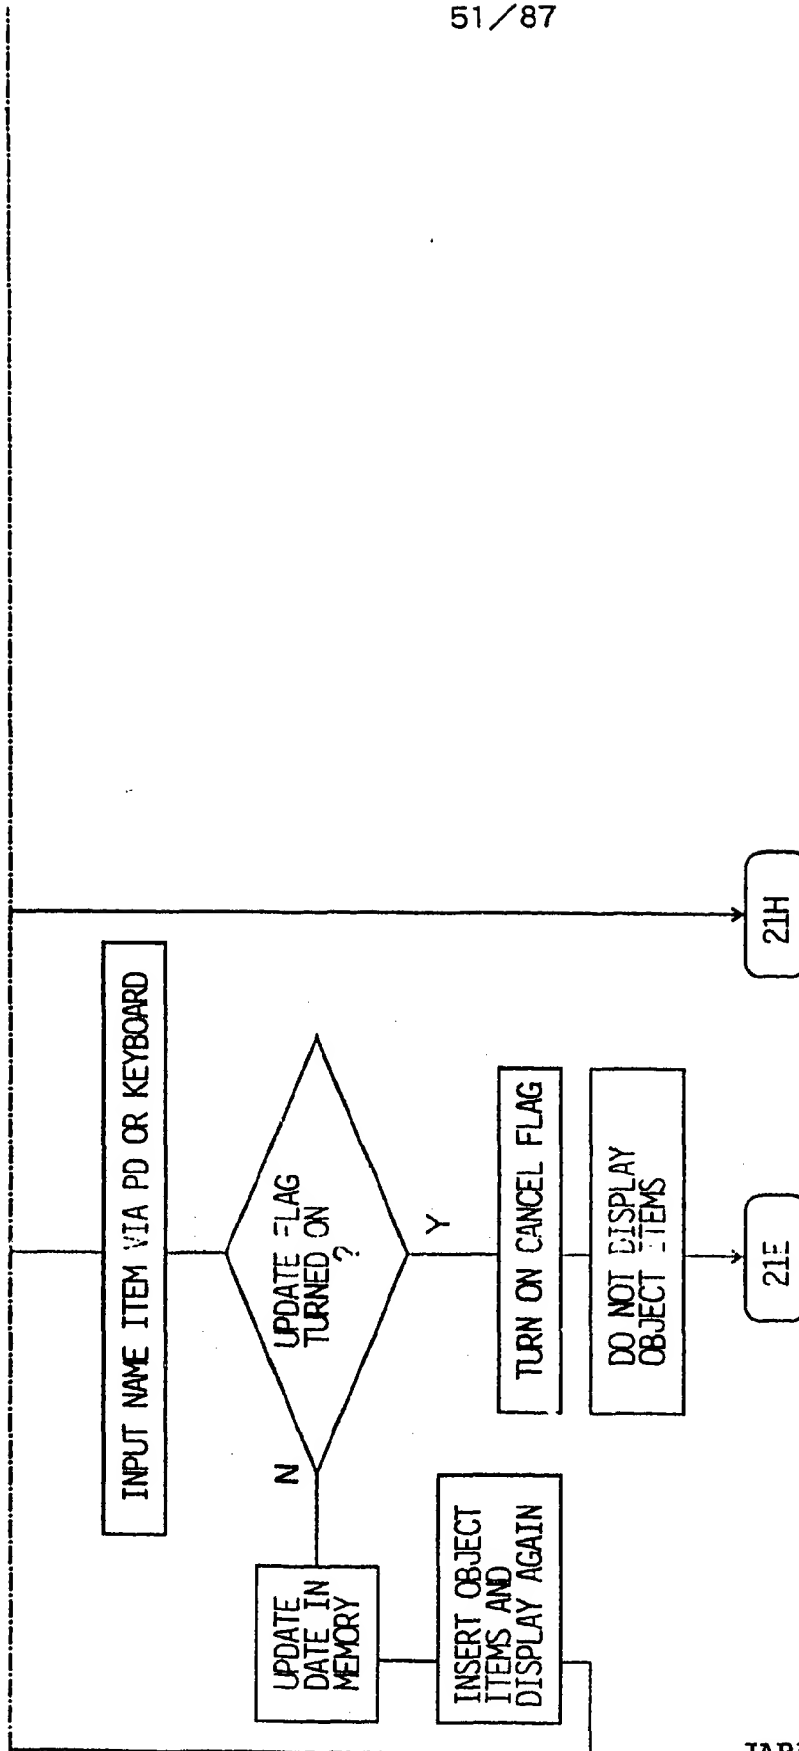 51/87
INPUT NAME ITEM VIA PD OR KEYBOARD
UPDATE FLAG
TURNED ON
?
N
Y
UPDATE
DATE IN
MEMORY
INSERT OBJECT
ITEMS AND
DISPLAY AGAIN
TURN ON CANCEL FLAG
DO NOT DISPLAY
OBJECT ITEMS
21E
21H